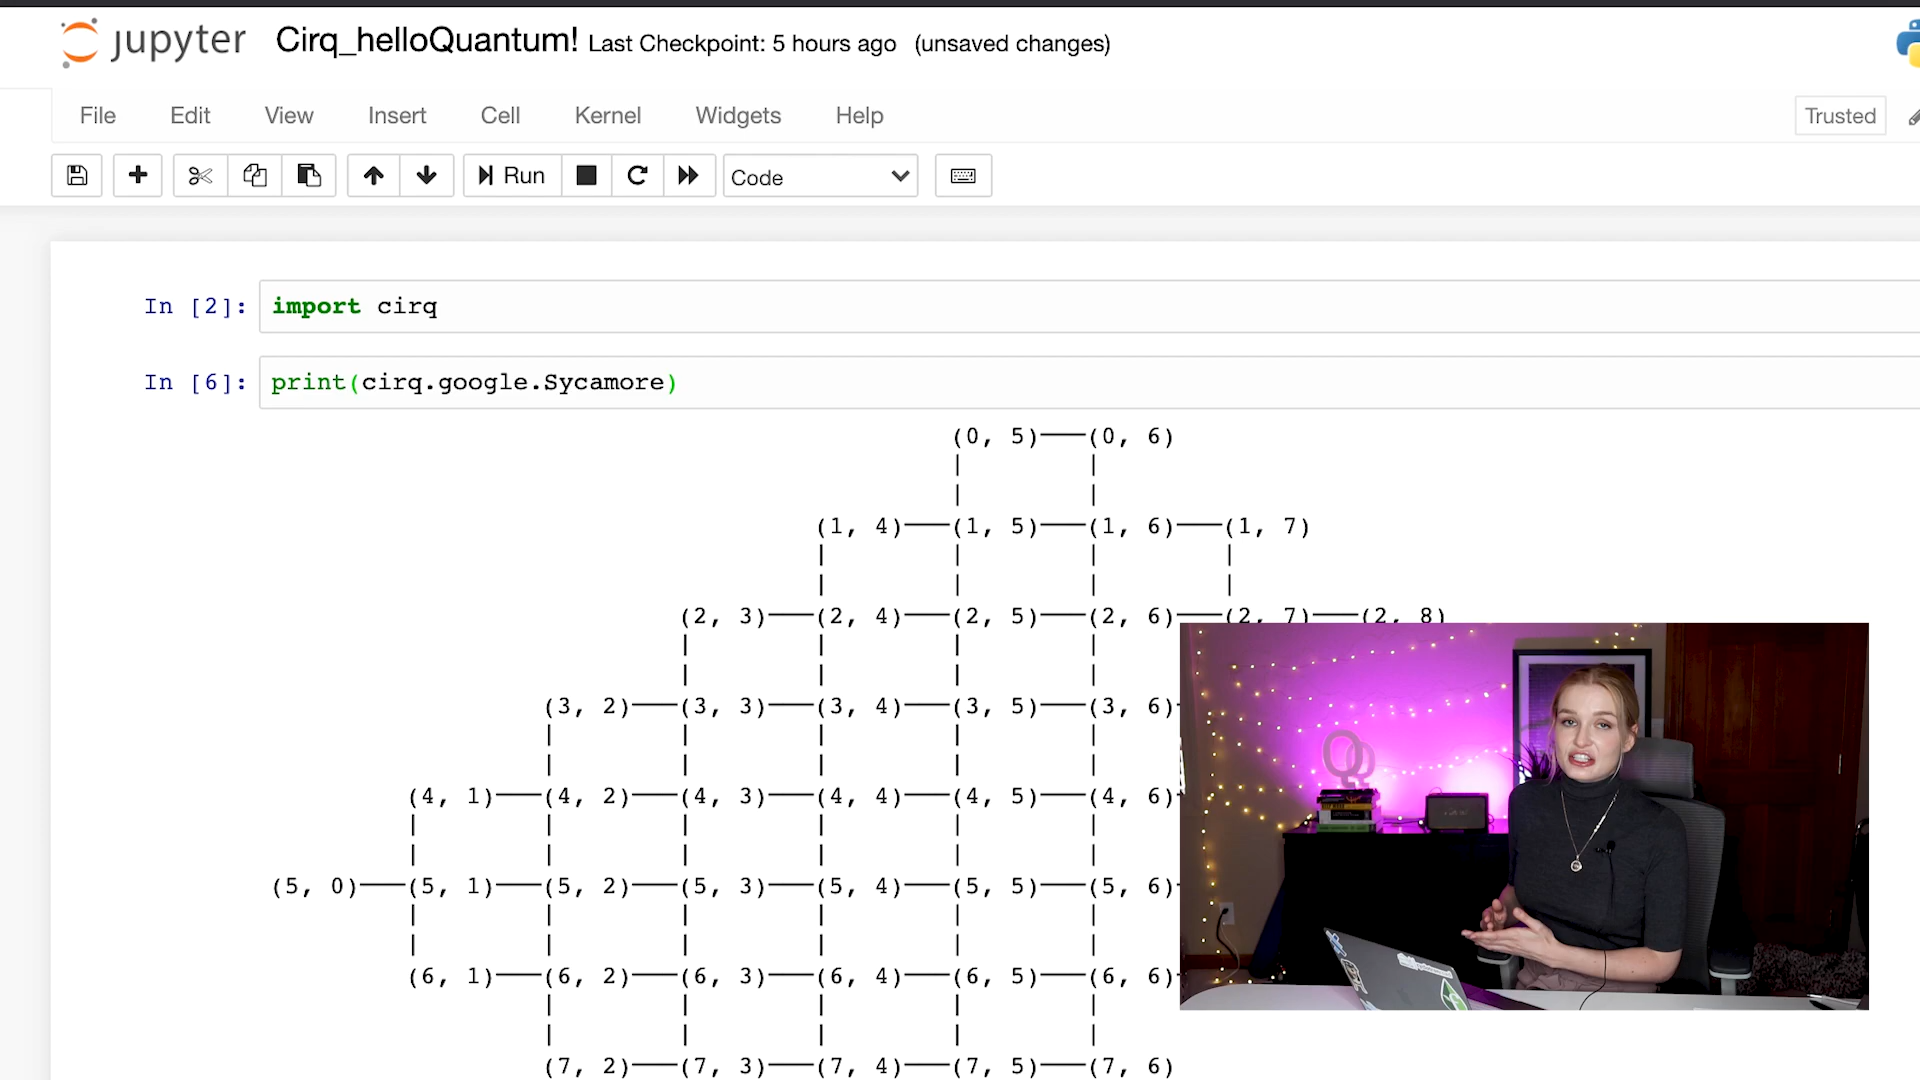 jupyter Cirq_helloQuantum! Last Checkpoint: 5 hours ago (unsaved changes)
File Edit View Insert Cell Kernel Widgets Help Trusted
Run Code
In [2]: import cirq
In [6]: print(cirq.google.Sycamore)
(0, 5)───(0, 6)
(1, 4)───(1, 5)───(1, 6)───(1, 7)
(2, 3)───(2, 4)───(2, 5)───(2, 6)───(2, 7)───(2, 8)
(3, 2)───(3, 3)───(3, 4)───(3, 5)───(3, 6)
(4, 1)───(4, 2)───(4, 3)───(4, 4)───(4, 5)───(4, 6)
(5, 0)───(5, 1)───(5, 2)───(5, 3)───(5, 4)───(5, 5)───(5, 6)
(6, 1)───(6, 2)───(6, 3)───(6, 4)───(6, 5)───(6, 6)
(7, 2)───(7, 3)───(7, 4)───(7, 5)───(7, 6)